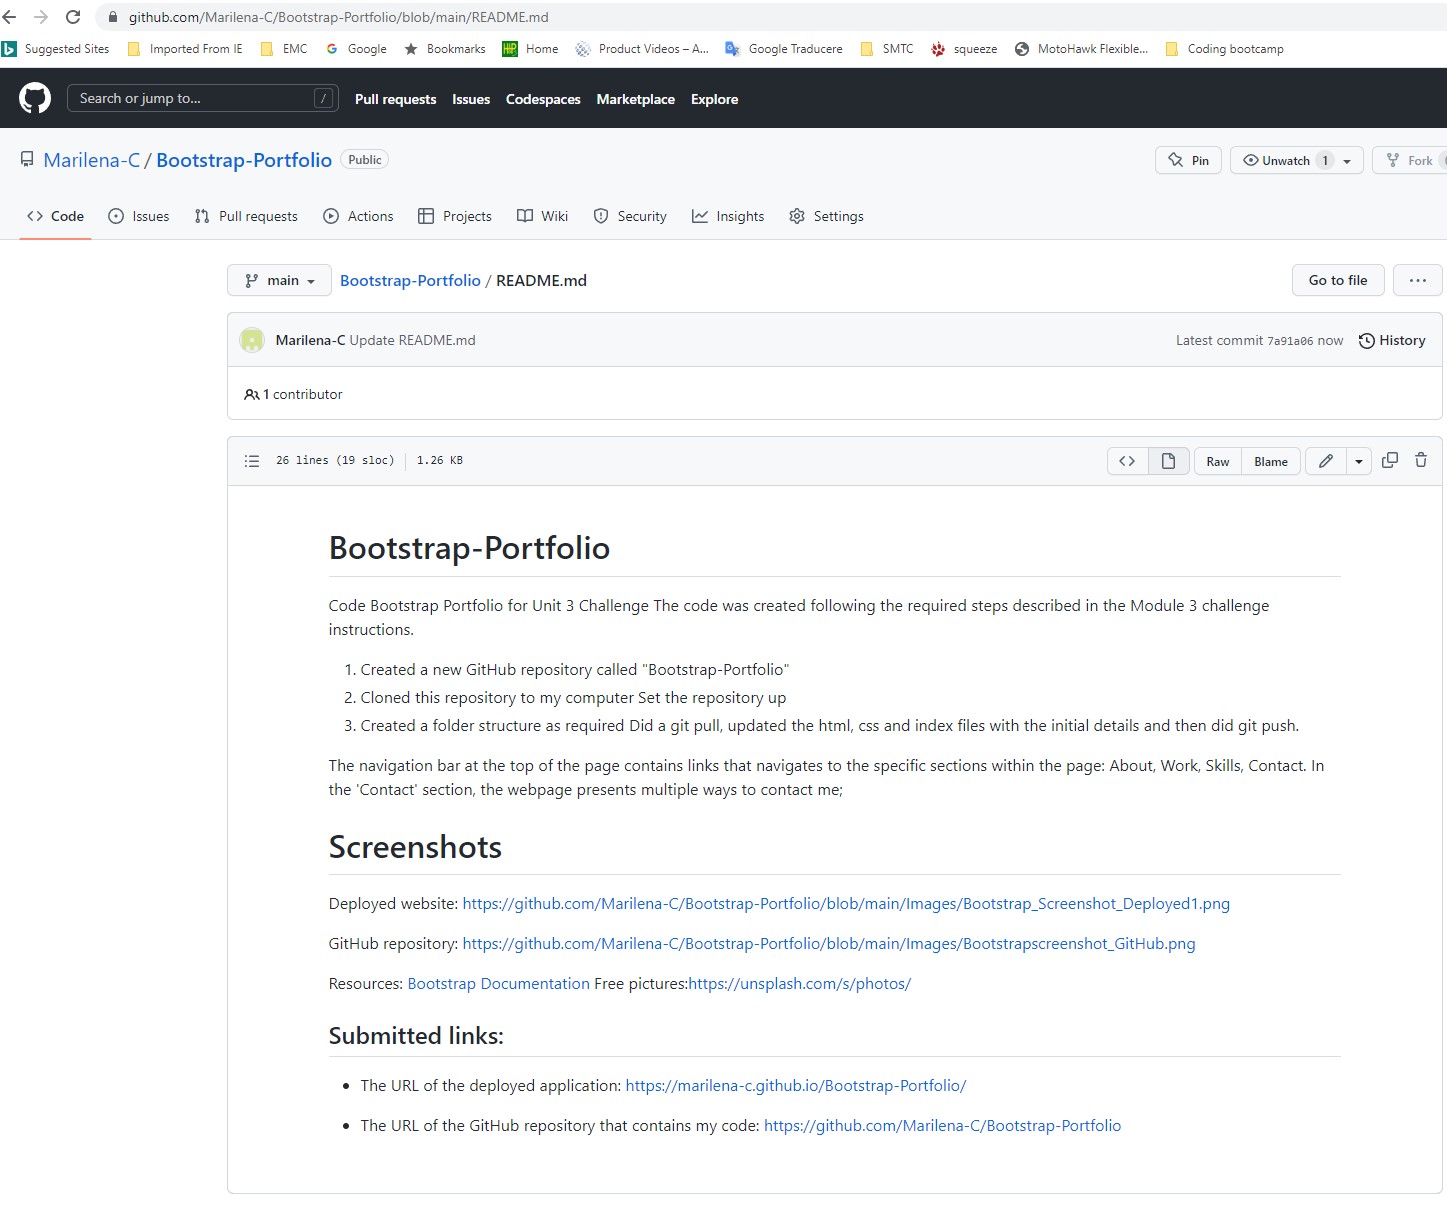 github.com/Marilena-C/Bootstrap-Portfolio/blob/main/README.md
Suggested Sites Imported From IE EMC Google Bookmarks Home Product Videos – A... Google Traducere SMTC squeeze MotoHawk Flexible... Coding bootcamp
Search or jump to... / Pull requests Issues Codespaces Marketplace Explore
Marilena-C / Bootstrap-Portfolio Public Pin Unwatch 1 Fork
Code Issues Pull requests Actions Projects Wiki Security Insights Settings
main Bootstrap-Portfolio / README.md Go to file ...
Marilena-C Update README.md Latest commit 7a91a06 now History
1 contributor
26 lines (19 sloc) 1.26 KB <> Raw Blame
Bootstrap-Portfolio
Code Bootstrap Portfolio for Unit 3 Challenge The code was created following the required steps described in the Module 3 challenge
instructions.
1. Created a new GitHub repository called "Bootstrap-Portfolio"
2. Cloned this repository to my computer Set the repository up
3. Created a folder structure as required Did a git pull, updated the html, css and index files with the initial details and then did git push.
The navigation bar at the top of the page contains links that navigates to the specific sections within the page: About, Work, Skills, Contact. In
the 'Contact' section, the webpage presents multiple ways to contact me;
Screenshots
Deployed website: https://github.com/Marilena-C/Bootstrap-Portfolio/blob/main/Images/Bootstrap_Screenshot_Deployed1.png
GitHub repository: https://github.com/Marilena-C/Bootstrap-Portfolio/blob/main/Images/Bootstrapscreenshot_GitHub.png
Resources: Bootstrap Documentation Free pictures:https://unsplash.com/s/photos/
Submitted links:
• The URL of the deployed application: https://marilena-c.github.io/Bootstrap-Portfolio/
• The URL of the GitHub repository that contains my code: https://github.com/Marilena-C/Bootstrap-Portfolio